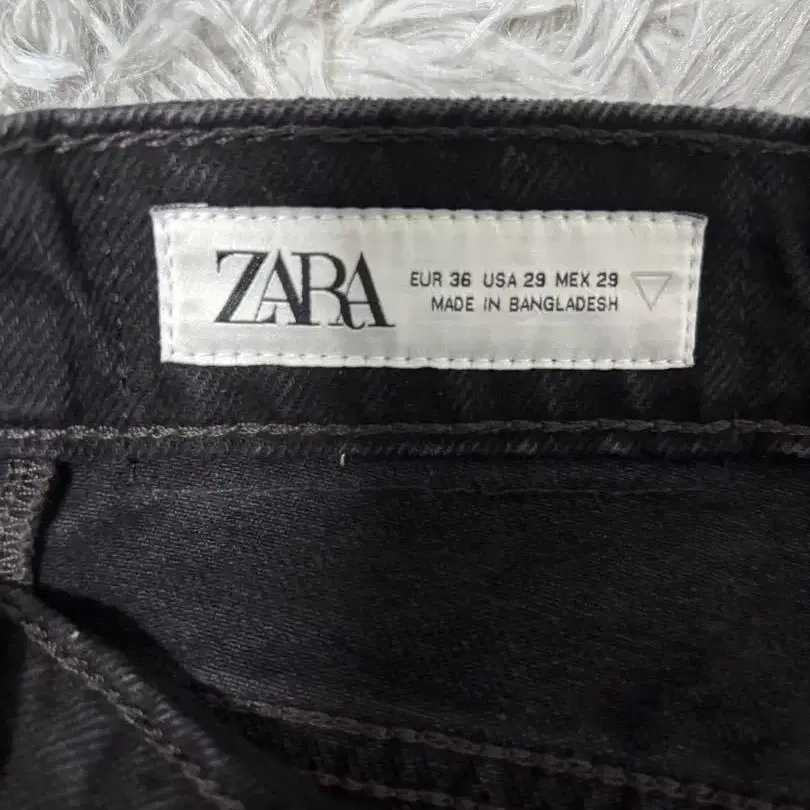 ZARA
EUR 36 USA 29 MEX 29
MADE IN BANGLADESH